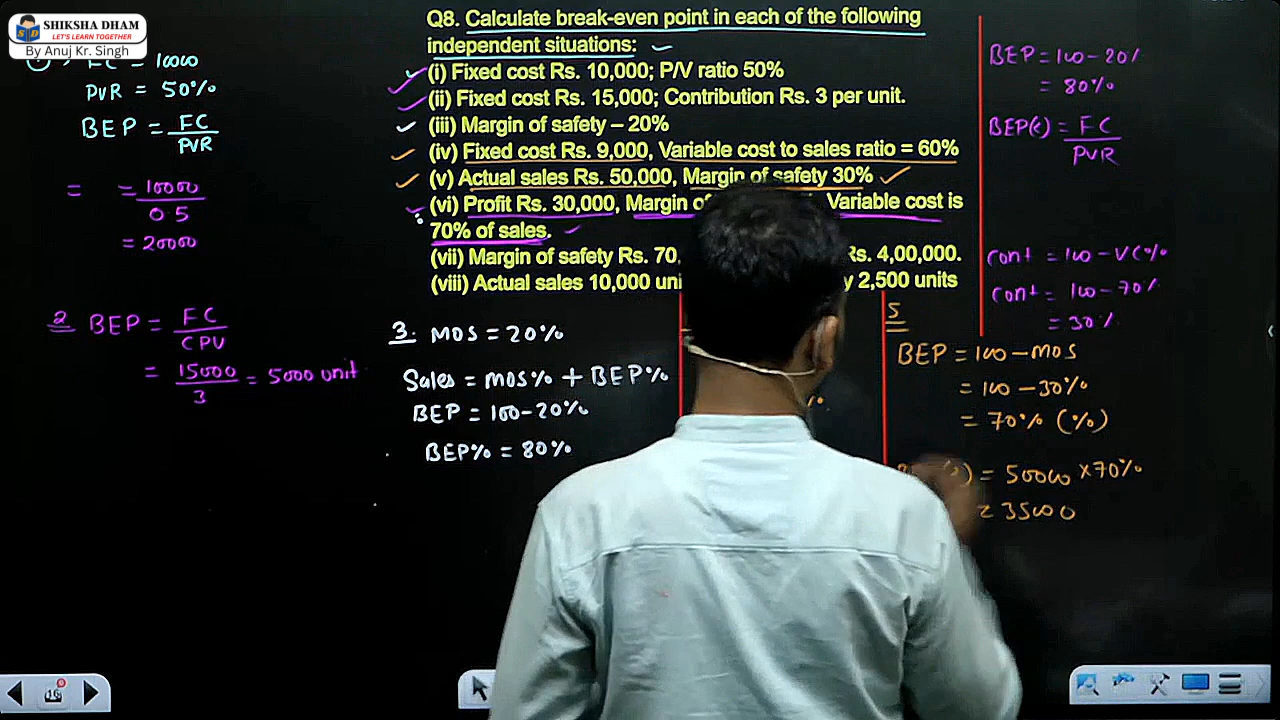 SHIKSHA DHAM
LET'S LEARN TOGETHER
By Anuj Kr. Singh
FC = 10000
PVR = 50%
BEP = FC
PVR
= = 10000
0 5
= 20000
2 BEP = FC
CPU
= 15000 = 5000 unit
3
Q8. Calculate break-even point in each of the following
independent situations:
(i) Fixed cost Rs. 10,000; P/V ratio 50%
(ii) Fixed cost Rs. 15,000; Contribution Rs. 3 per unit.
(iii) Margin of safety – 20%
(iv) Fixed cost Rs. 9,000, Variable cost to sales ratio = 60%
(v) Actual sales Rs. 50,000, Margin of safety 30%
(vi) Profit Rs. 30,000, Margin of Variable cost is
70% of sales.
(vii) Margin of safety Rs. 70, Rs. 4,00,000.
(viii) Actual sales 10,000 2,500 units
3. MOS = 20%
Sales = MOS% + BEP%
BEP = 100-20%
BEP% = 80%
5
BEP = 100 - MOS
= 100 - 30%
= 70% (%)
= 50000 × 70%
= 35000
BEP = 100-20%
= 80%
BEP(₹) = FC
PVR
Cont = 100-VC%
Cont = 100-70%
= 30%
16